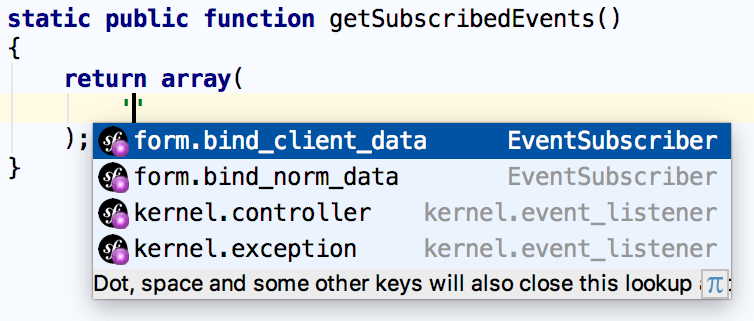 static public function getSubscribedEvents()
{
return array(
''
);
form.bind_client_data EventSubscriber
form.bind_norm_data EventSubscriber
kernel.controller kernel.event_listener
kernel.exception kernel.event_listener
Dot, space and some other keys will also close this lookup π
}